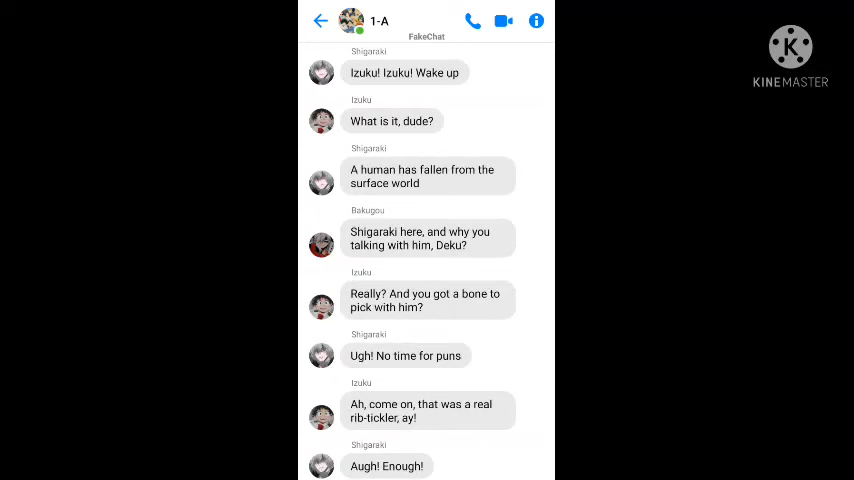 1-A
FakeChat
Shigaraki
Izuku! Izuku! Wake up
Izuku
What is it, dude?
Shigaraki
A human has fallen from the
surface world
Bakugou
Shigaraki here, and why you
talking with him, Deku?
Izuku
Really? And you got a bone to
pick with him?
Shigaraki
Ugh! No time for puns
Izuku
Ah, come on, that was a real
rib-tickler, ay!
Shigaraki
Augh! Enough!
K
KINEMASTER